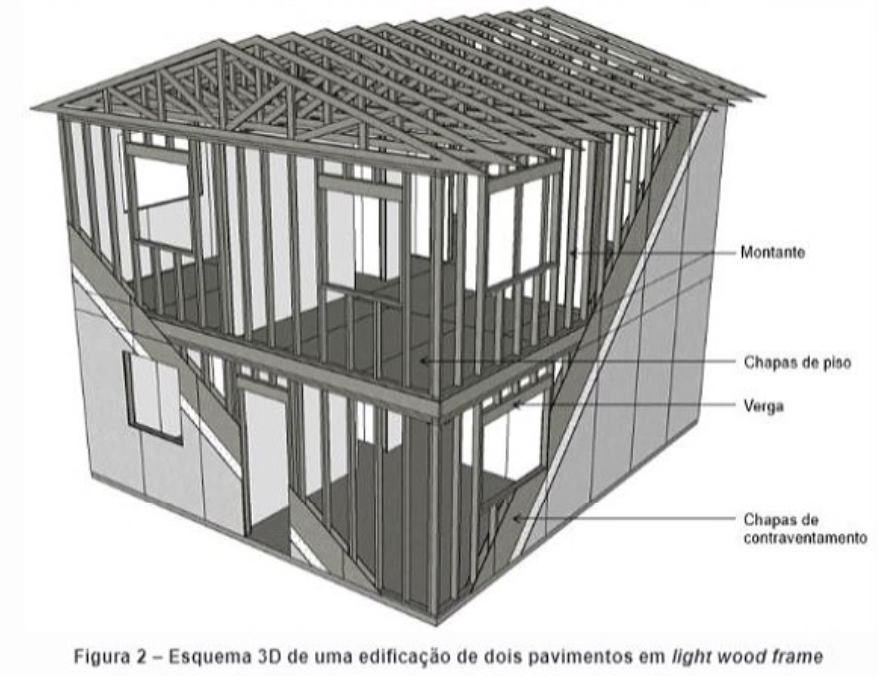 Montante
Chapas de piso
Verga
Chapas de
contraventamento
Figura 2 – Esquema 3D de uma edificação de dois pavimentos em light wood frame